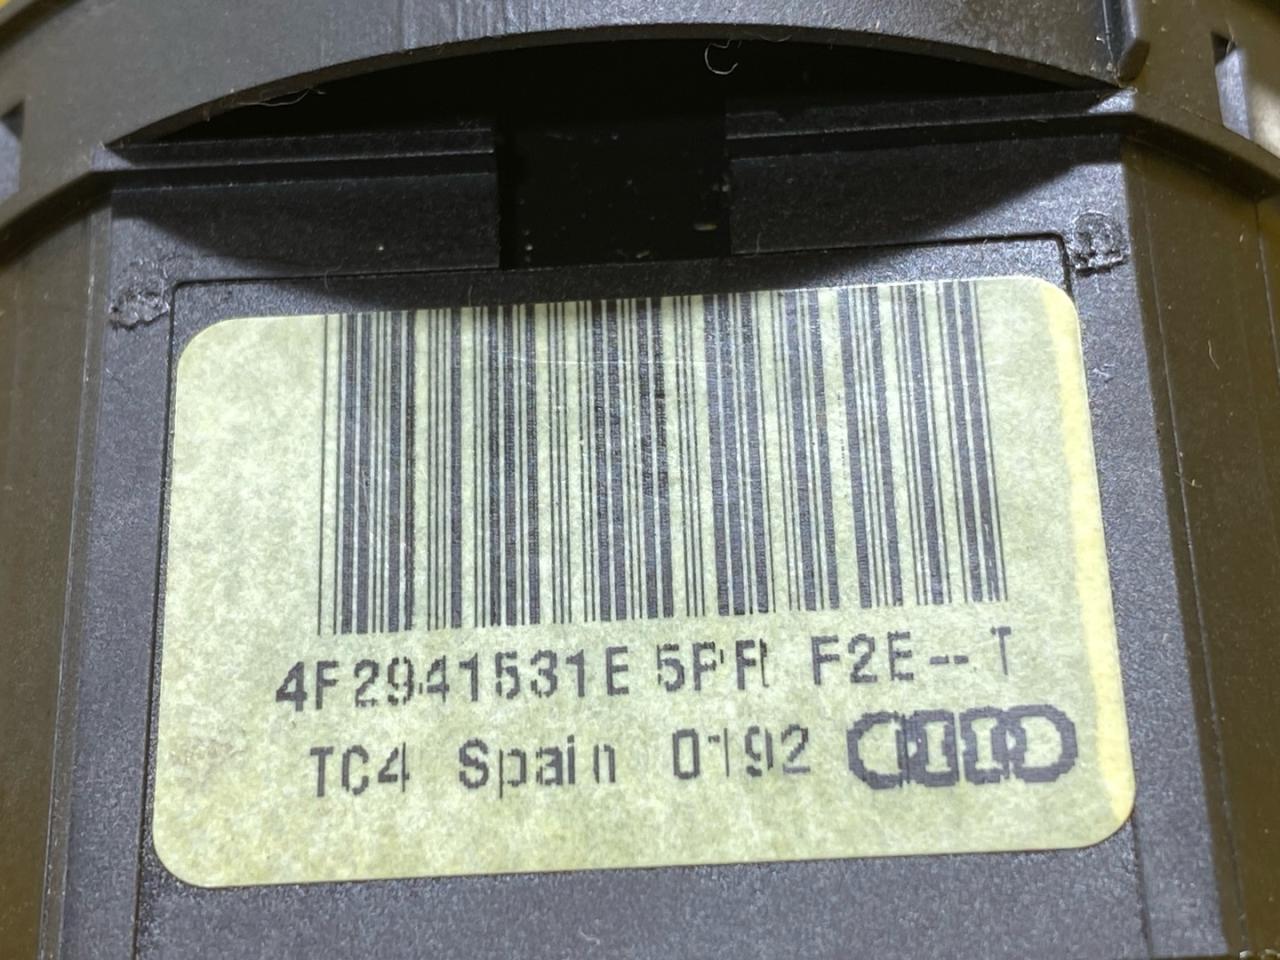 4F2941531E 5PR F2E-- T
TC4 Spain 0192